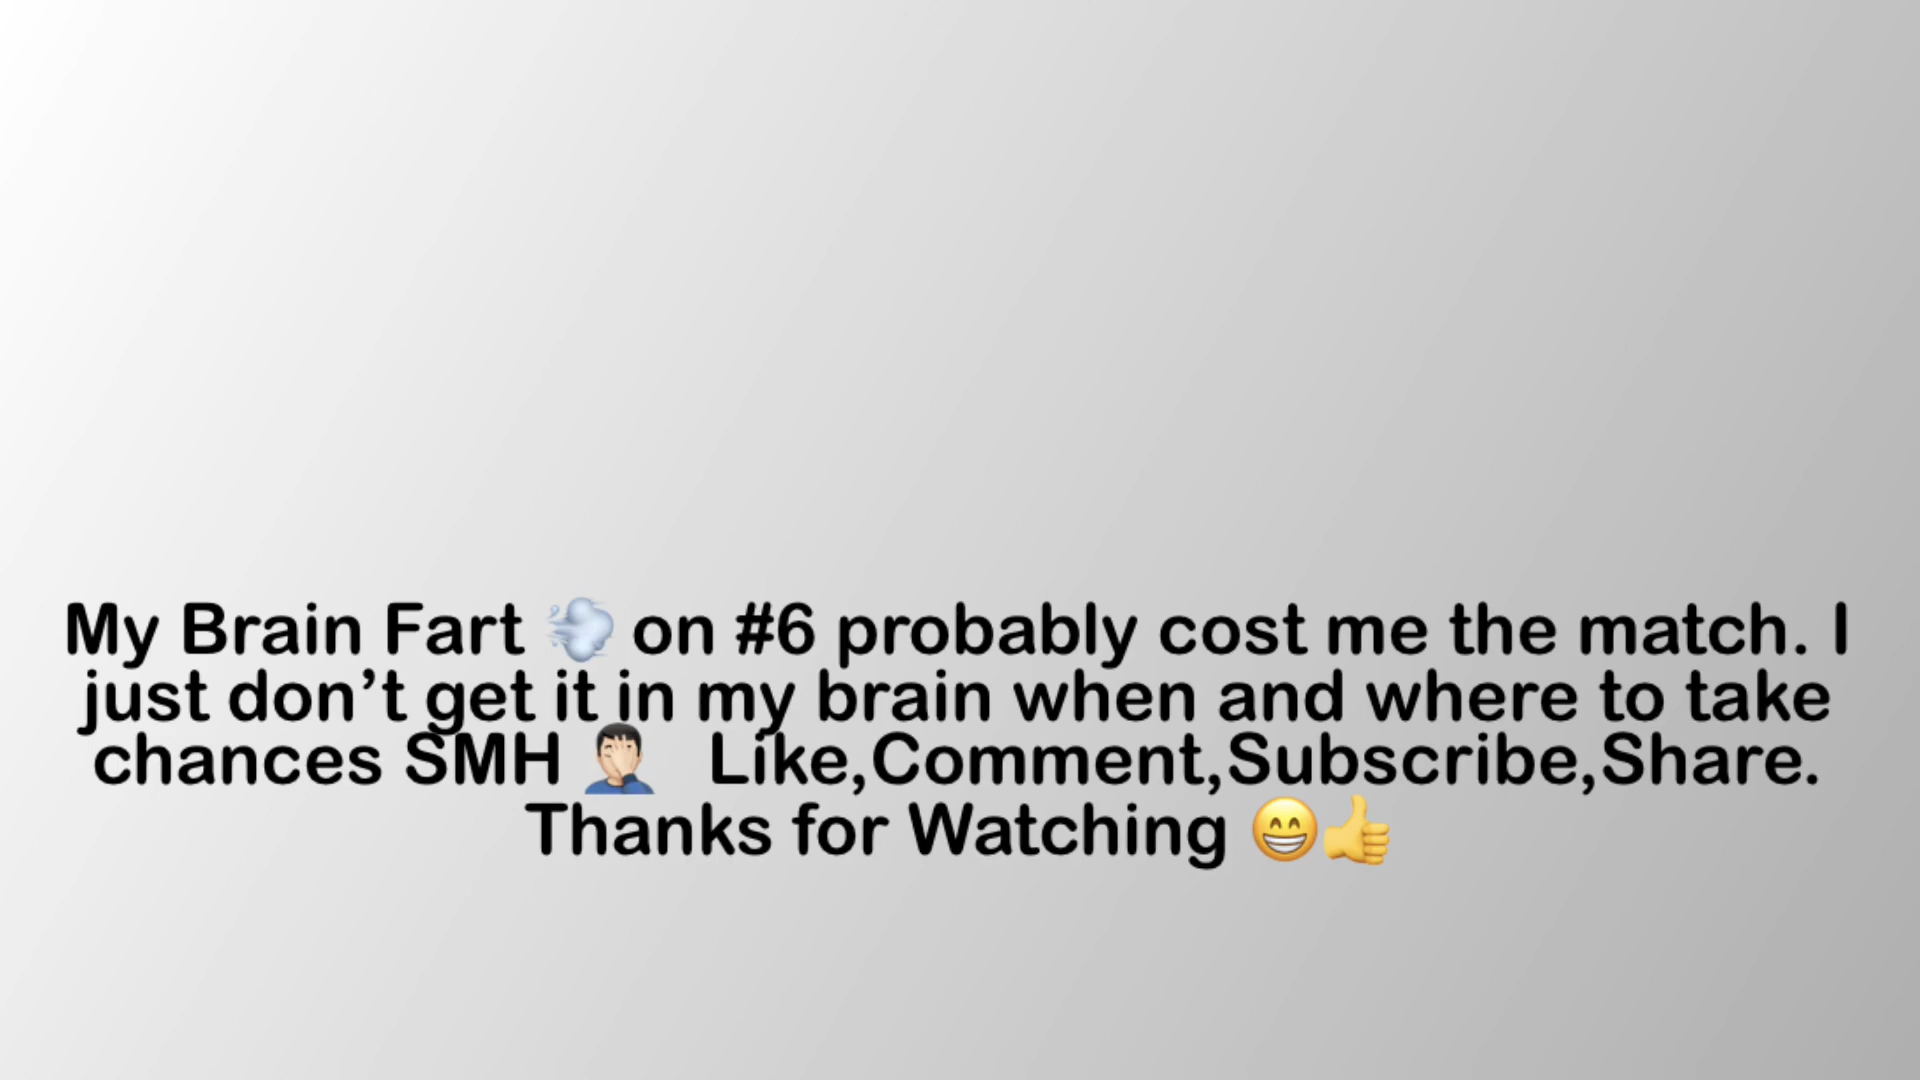 My Brain Fart 💨 on #6 probably cost me the match. I
just don’t get it in my brain when and where to take
chances SMH 🤦🏻‍♂️  Like,Comment,Subscribe,Share.
Thanks for Watching 😁👍